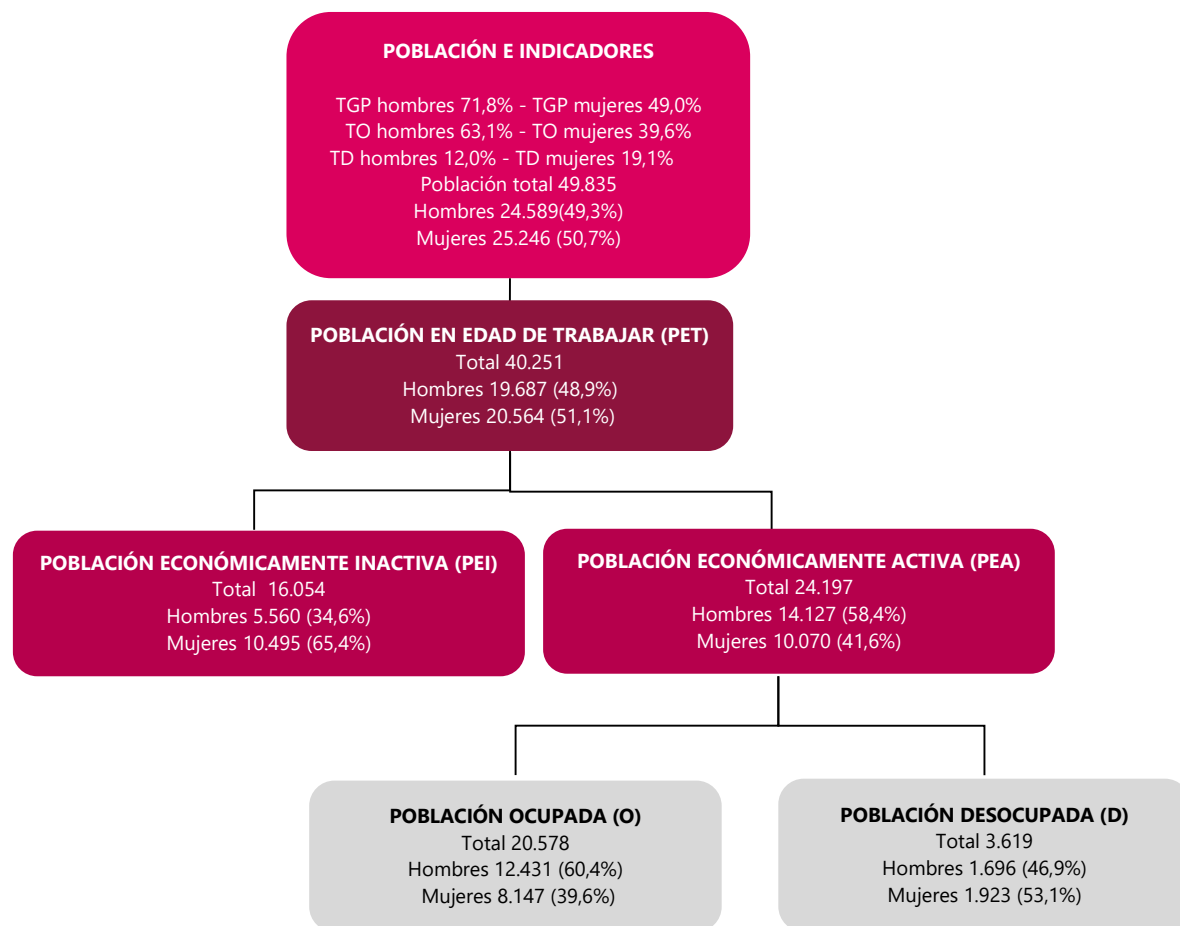 POBLACIÓN E INDICADORES
TGP hombres 71,8% - TGP mujeres 49,0%
TO hombres 63,1% - TO mujeres 39,6%
TD hombres 12,0% - TD mujeres 19,1%
Población total 49.835
Hombres 24.589(49,3%)
Mujeres 25.246 (50,7%)
POBLACIÓN EN EDAD DE TRABAJAR (PET)
Total 40.251
Hombres 19.687 (48,9%)
Mujeres 20.564 (51,1%)
POBLACIÓN ECONÓMICAMENTE INACTIVA (PEI)
Total 16.054
Hombres 5.560 (34,6%)
Mujeres 10.495 (65,4%)
POBLACIÓN ECONÓMICAMENTE ACTIVA (PEA)
Total 24.197
Hombres 14.127 (58,4%)
Mujeres 10.070 (41,6%)
POBLACIÓN OCUPADA (O)
Total 20.578
Hombres 12.431 (60,4%)
Mujeres 8.147 (39,6%)
POBLACIÓN DESOCUPADA (D)
Total 3.619
Hombres 1.696 (46,9%)
Mujeres 1.923 (53,1%)